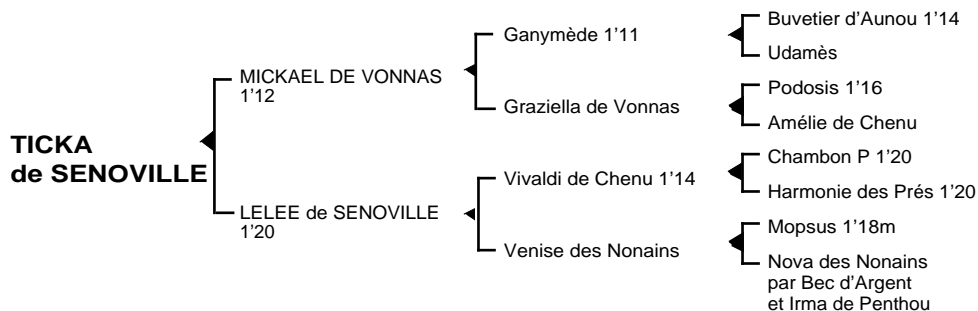 TICKA
de SENOVILLE
MICKAEL DE VONNAS
1'12
LELEE de SENOVILLE
1'20
Ganymède 1'11
Graziella de Vonnas
Vivaldi de Chenu 1'14
Venise des Nonains
Buvetier d'Aunou 1'14
Udamès
Podosis 1'16
Amélie de Chenu
Chambon P 1'20
Harmonie des Prés 1'20
Mopsus 1'18m
Nova des Nonains
par Bec d'Argent
et Irma de Penthou